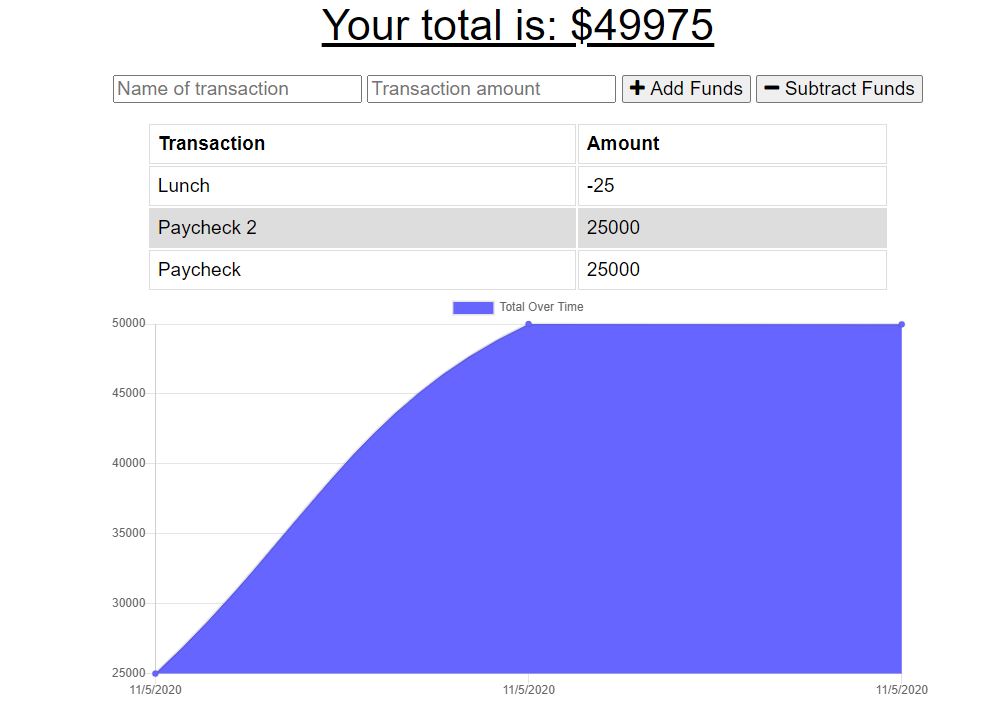 Your total is: $49975
Name of transaction Transaction amount Add Funds Subtract Funds
Transaction Amount
Lunch -25
Paycheck 2 25000
Paycheck 25000
Total Over Time
50000
45000
40000
35000
30000
25000
11/5/2020 11/5/2020 11/5/2020